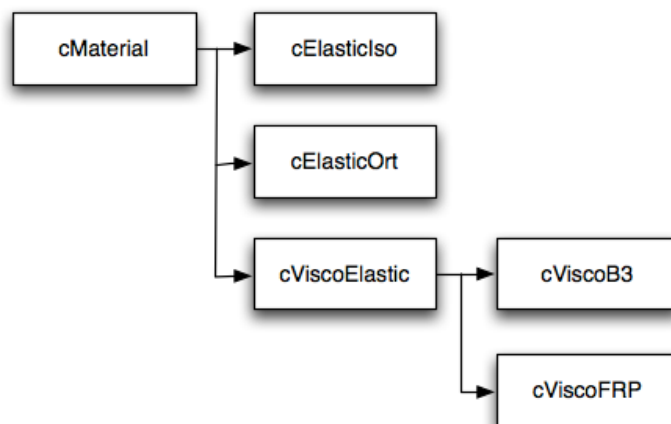 cMaterial
cElasticIso
cElasticOrt
cViscoElastic
cViscoB3
cViscoFRP